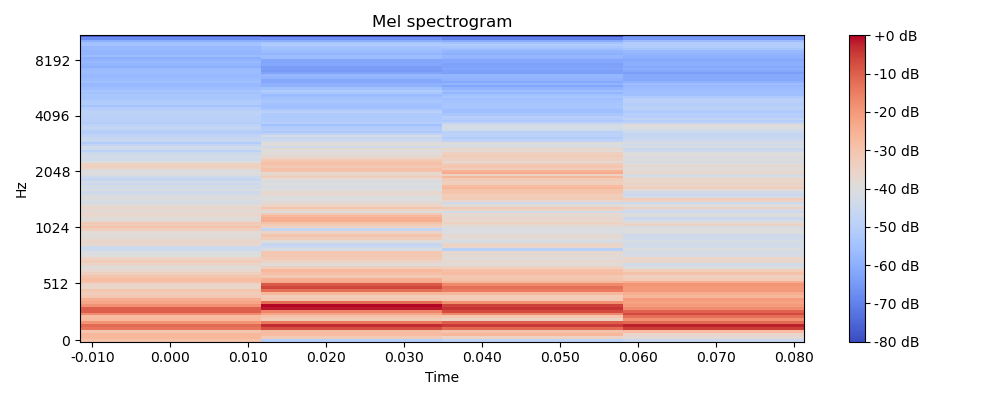 Mel spectrogram
Hz
8192
4096
2048
1024
512
0
-0.010 0.000 0.010 0.020 0.030 0.040 0.050 0.060 0.070 0.080
Time
+0 dB
-10 dB
-20 dB
-30 dB
-40 dB
-50 dB
-60 dB
-70 dB
-80 dB